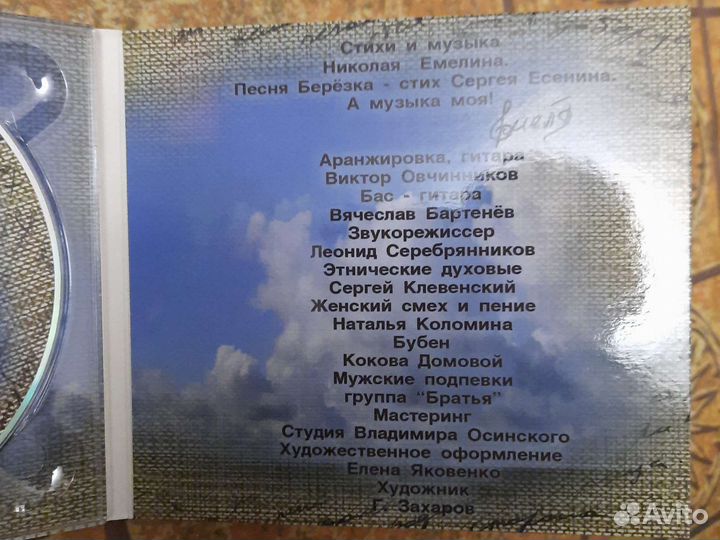 Стихи и музыка
Николая Емелина.
Песня Берёзка - стих Сергея Есенина.
А музыка моя!
Аранжировка, гитара
Виктор Овчинников
Бас - гитара
Вячеслав Бартенёв
Звукорежиссер
Леонид Серебрянников
Этнические духовые
Сергей Клевенский
Женский смех и пение
Наталья Коломина
Бубен
Кокова Домовой
Мужские подпевки
группа “Братья”
Мастеринг
Студия Владимира Осинского
Художественное оформление
Елена Яковенко
Художник
Г. Захаров
Avito